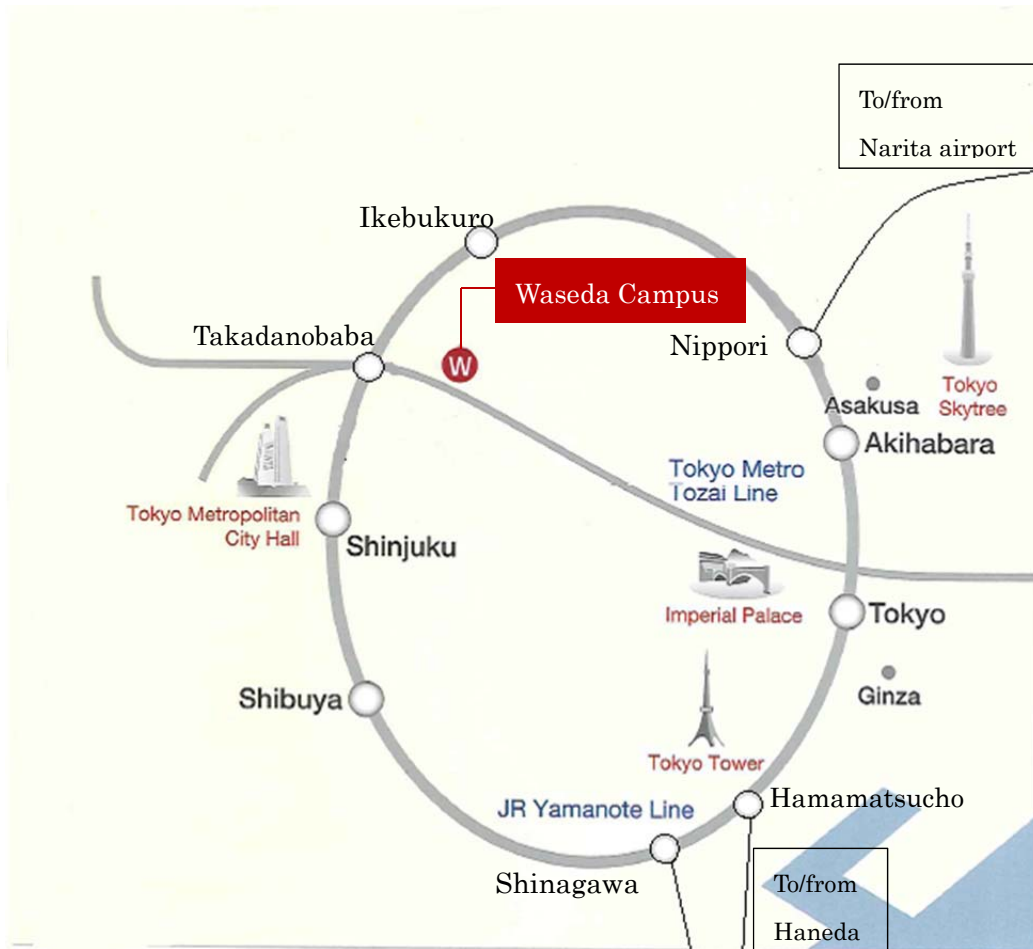 To/from
Narita airport
Ikebukuro
Waseda Campus
Takadanobaba
W
Nippori
Tokyo
Skytree
Asakusa
Akihabara
Tokyo Metro
Tozai Line
Tokyo Metropolitan
City Hall
Shinjuku
Imperial Palace
Tokyo
Shibuya
Ginza
Tokyo Tower
Hamamatsucho
JR Yamanote Line
Shinagawa
To/from
Haneda